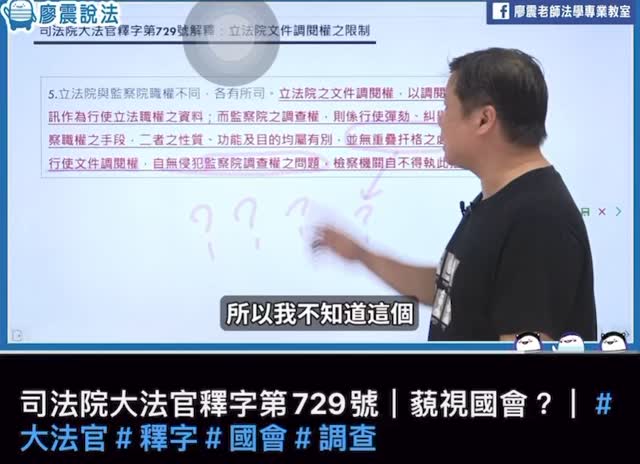 廖震說法
廖震老師法學專業教室
司法院大法官釋字第729號解釋：立法院文件調閱權之限制
5.立法院與監察院職權不同，各有所司。立法院之文件調閱權，以調閱
訊作為行使立法職權之資料；而監察院之調查權，則係行使彈劾、糾
察職權之手段，二者之性質、功能及目的均屬有別，並無重疊扞格之
行使文件調閱權，自無侵犯監察院調查權之問題，檢察機關自不得執此
? ? ? ?
所以我不知道這個
司法院大法官釋字第729號｜藐視國會？｜ #
大法官 # 釋字 # 國會 # 調查